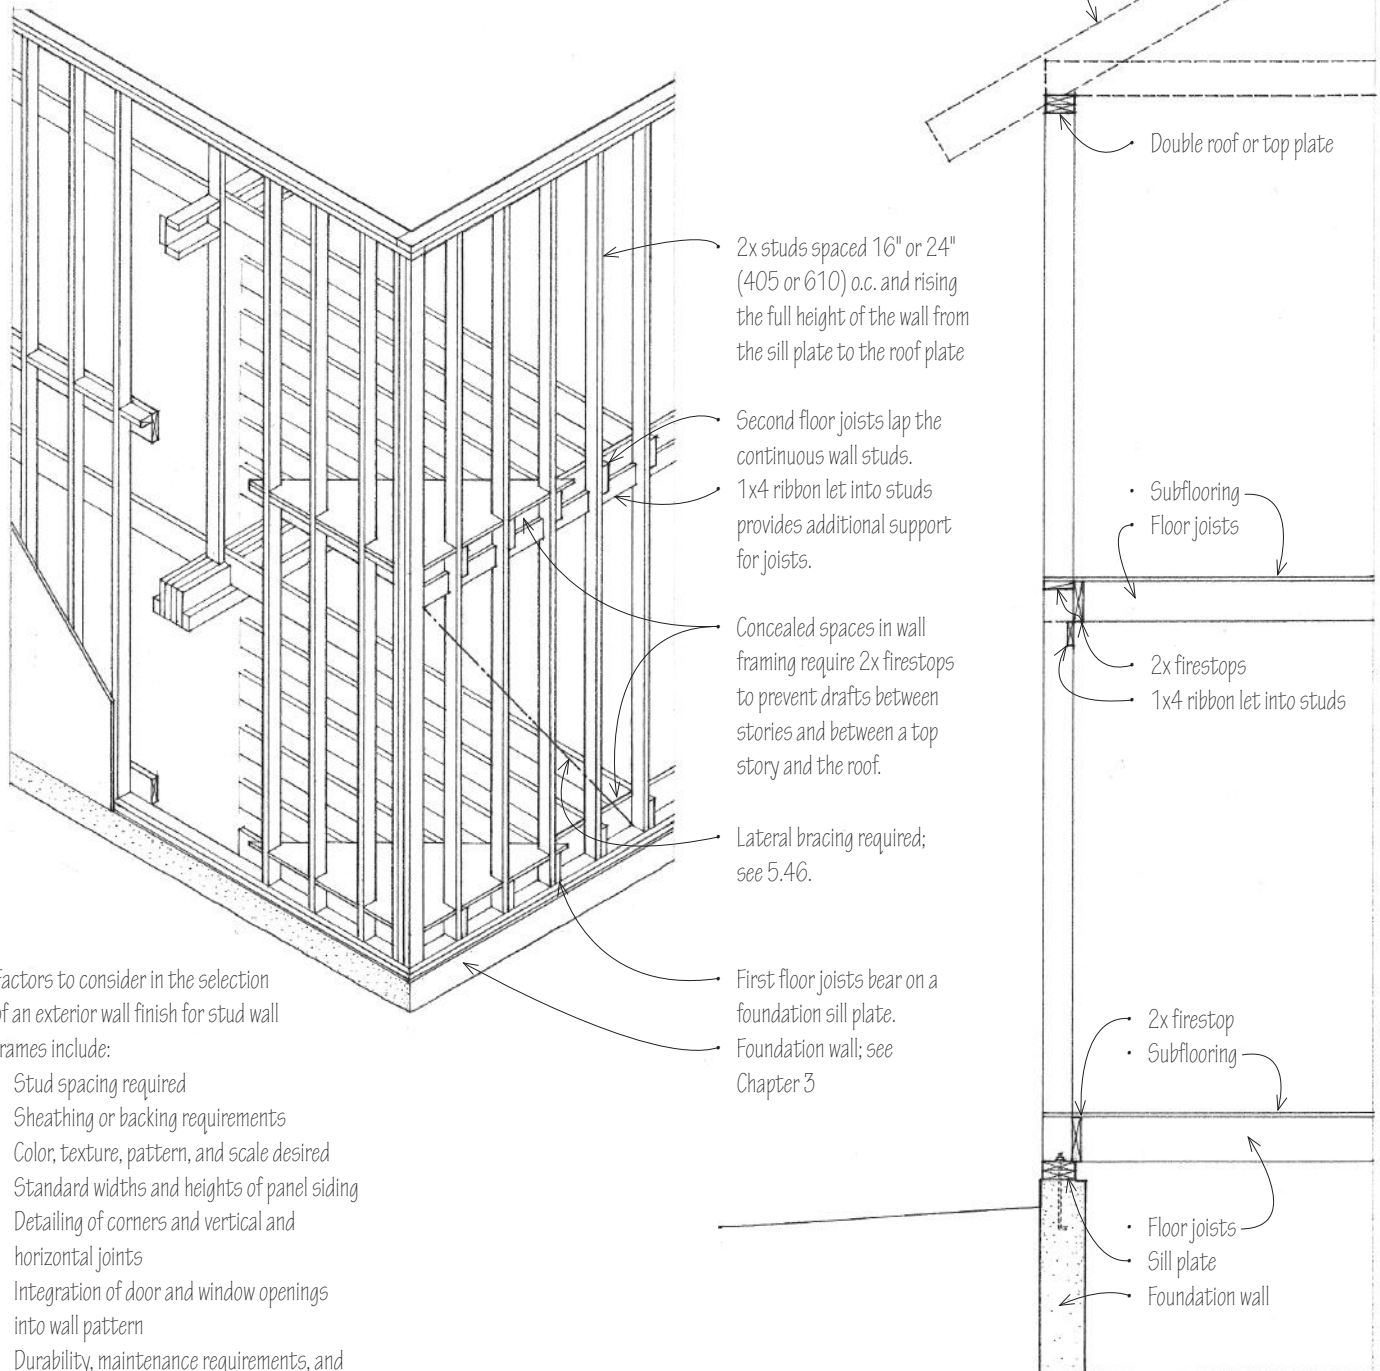 Double roof or top plate
2x studs spaced 16" or 24"
(405 or 610) o.c. and rising
the full height of the wall from
the sill plate to the roof plate
Second floor joists lap the
continuous wall studs.
1x4 ribbon let into studs
provides additional support
for joists.
Subflooring
Floor joists
Concealed spaces in wall
framing require 2x firestops
to prevent drafts between
stories and between a top
story and the roof.
2x firestops
1x4 ribbon let into studs
Lateral bracing required;
see 5.46.
First floor joists bear on a
foundation sill plate.
Foundation wall; see
Chapter 3
2x firestop
Subflooring
Floor joists
Sill plate
Foundation wall
factors to consider in the selection
of an exterior wall finish for stud wall
frames include:
Stud spacing required
Sheathing or backing requirements
Color, texture, pattern, and scale desired
Standard widths and heights of panel siding
Detailing of corners and vertical and
horizontal joints
Integration of door and window openings
into wall pattern
Durability, maintenance requirements, and